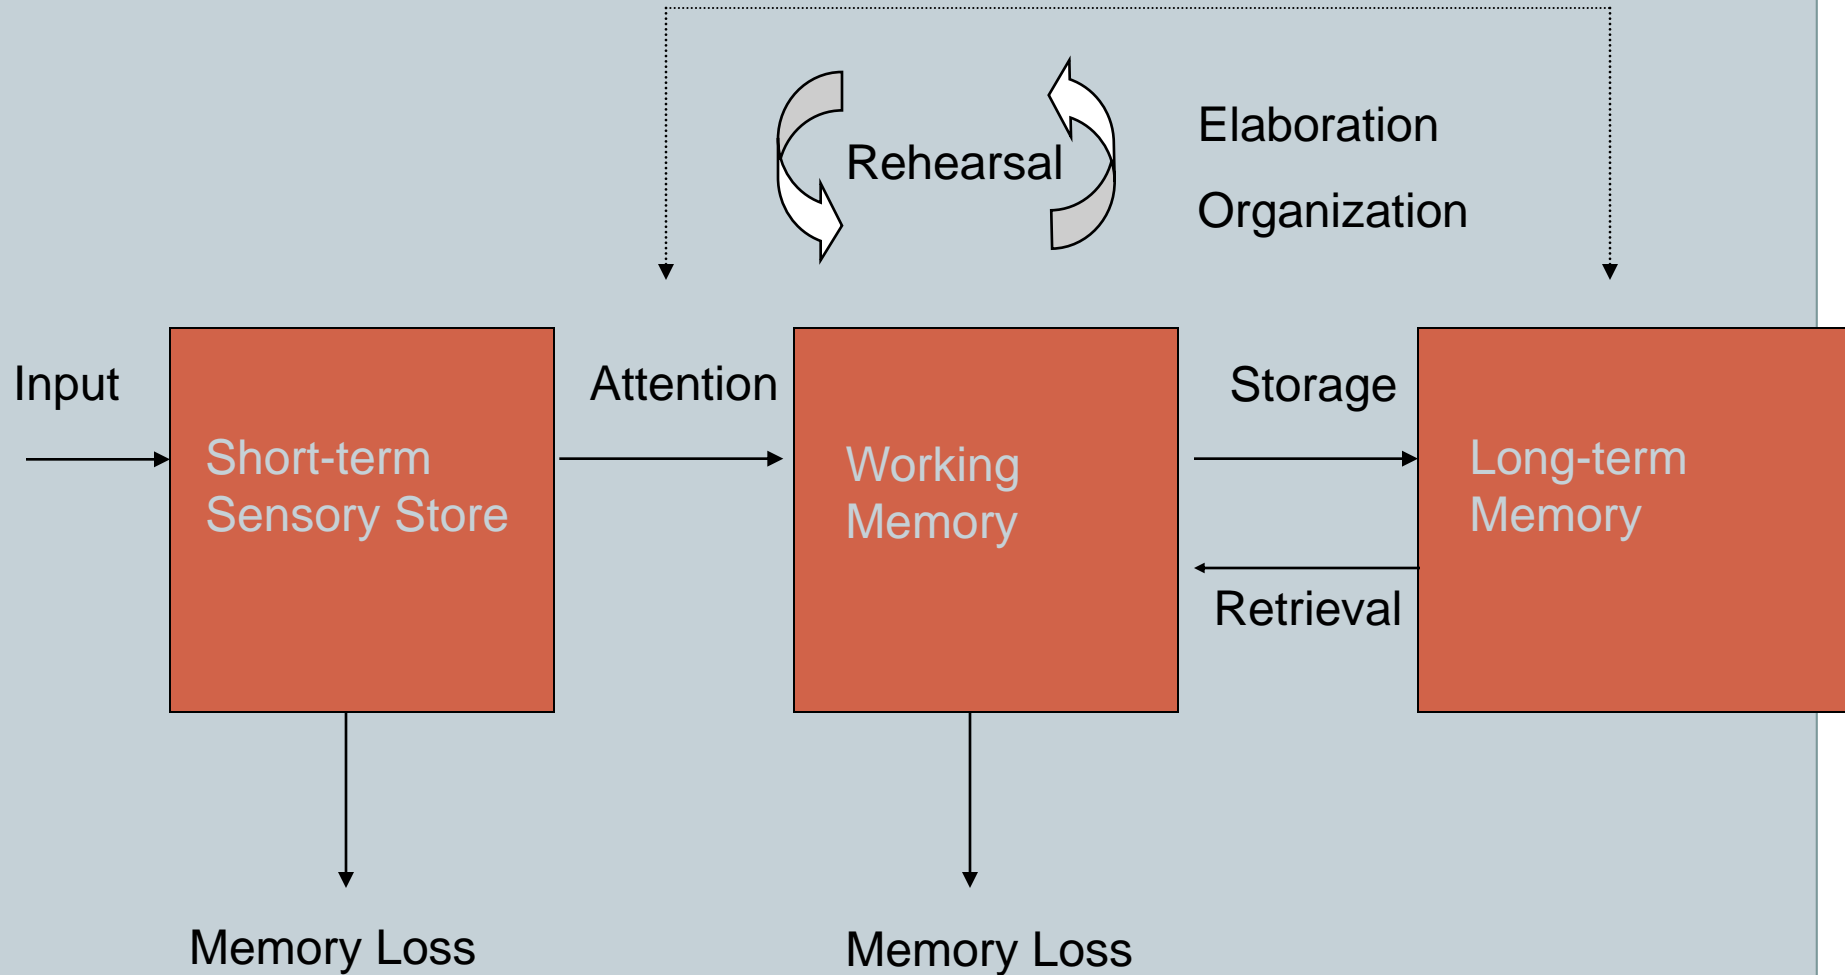 Elaboration
Rehearsal
Organization
Input
Attention
Storage
Short-term
Sensory Store
Working
Memory
Long-term
Memory
Retrieval
Memory Loss
Memory Loss